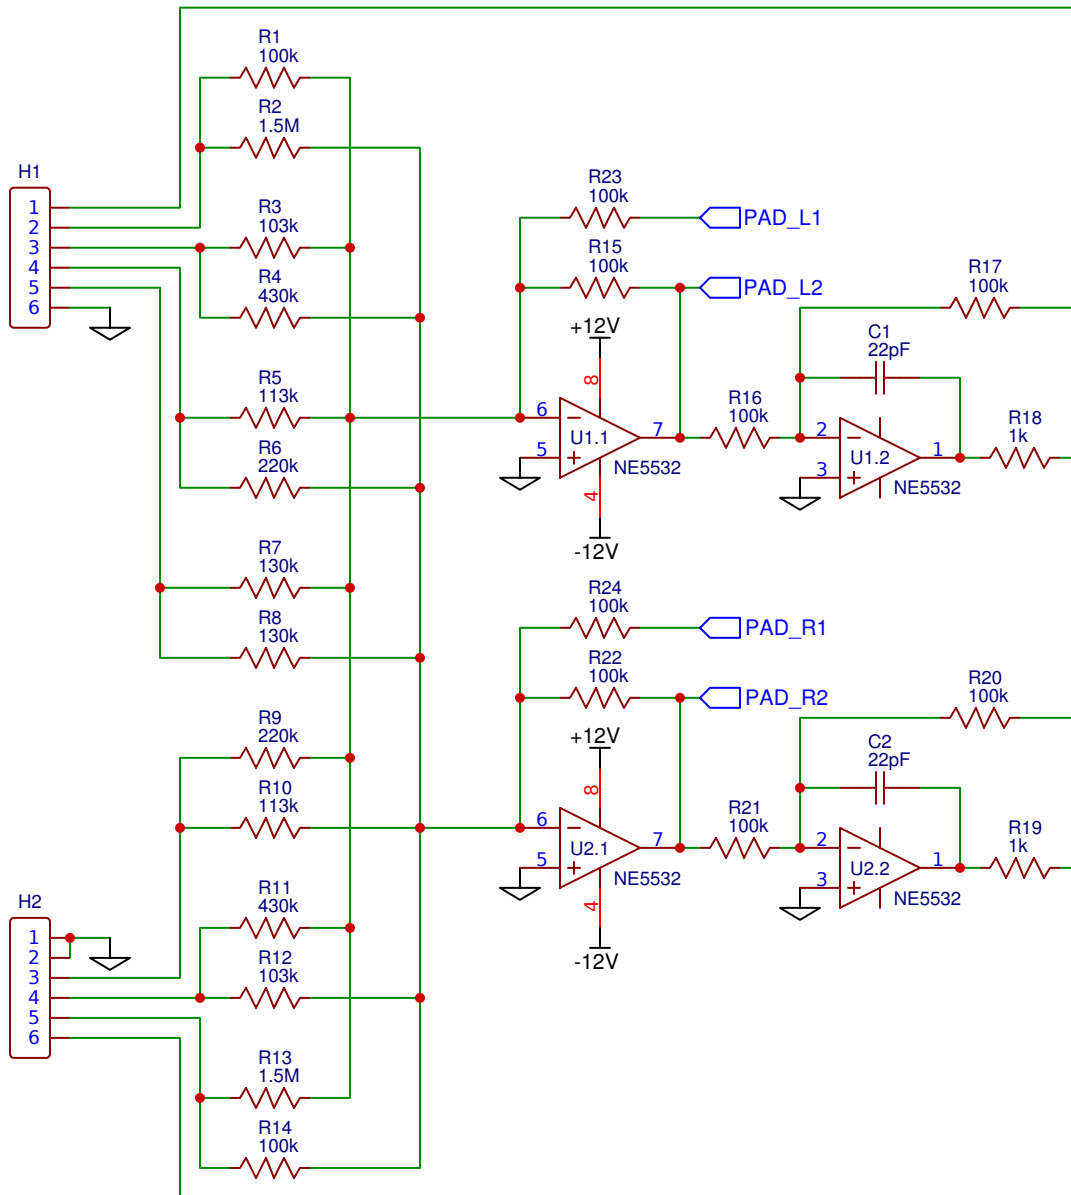 R1
100k
R2
1.5M
H1
1
2
3
4
5
6
R3
103k
R4
430k
R5
113k
R6
220k
R7
130k
R8
130k
R9
220k
R10
113k
R11
430k
R12
103k
H2
1
2
3
4
5
6
R13
1.5M
R14
100k
R23
100k
PAD_L1
R15
100k
PAD_L2
+12V
8
6
5
U1.1
7
NE5532
4
-12V
R16
100k
R17
100k
C1
22pF
2
3
U1.2
1
NE5532
R18
1k
R24
100k
PAD_R1
R22
100k
PAD_R2
+12V
8
6
5
U2.1
7
NE5532
4
-12V
R21
100k
R20
100k
C2
22pF
2
3
U2.2
1
NE5532
R19
1k